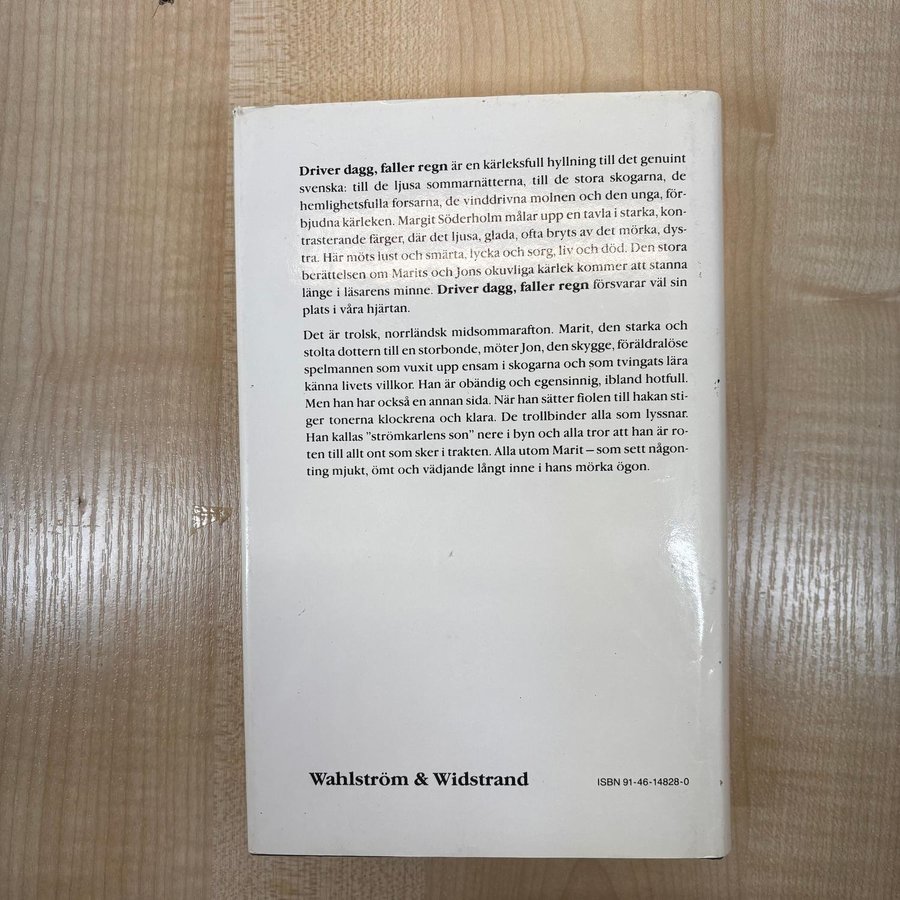 Driver dagg, faller regn är en kärleksfull hyllning till det genuint
svenska: till de ljusa sommarnätterna, till de stora skogarna, de
hemlighetsfulla forsarna, de vinddrivna molnen och den unga, för-
bjudna kärleken. Margit Söderholm målar upp en tavla i starka, kon-
trasterande färger, där det ljusa, glada, ofta bryts av det mörka, dys-
tra. Här möts lust och smärta, lycka och sorg, liv och död. Den stora
berättelsen om Marits och Jons okuvliga kärlek kommer att stanna
länge i läsarens minne. Driver dagg, faller regn försvarar väl sin
plats i våra hjärtan.
Det är trolsk, norrländsk midsommarafton. Marit, den starka och
stolta dottern till en storbonde, möter Jon, den skygge, föräldralöse
spelmannen som vuxit upp ensam i skogarna och som tvingats lära
känna livets villkor. Han är obändig och egensinnig, ibland hotfull.
Men han har också en annan sida. När han sätter fiolen till hakan sti-
ger tonerna klockrena och klara. De trollbinder alla som lyssnar.
Han kallas "strömkarlens son" nere i byn och alla tror att han är ro-
ten till allt ont som sker i trakten. Alla utom Marit – som sett någon-
ting mjukt, ömt och vädjande långt inne i hans mörka ögon.
Wahlström & Widstrand
ISBN 91-46-14828-0